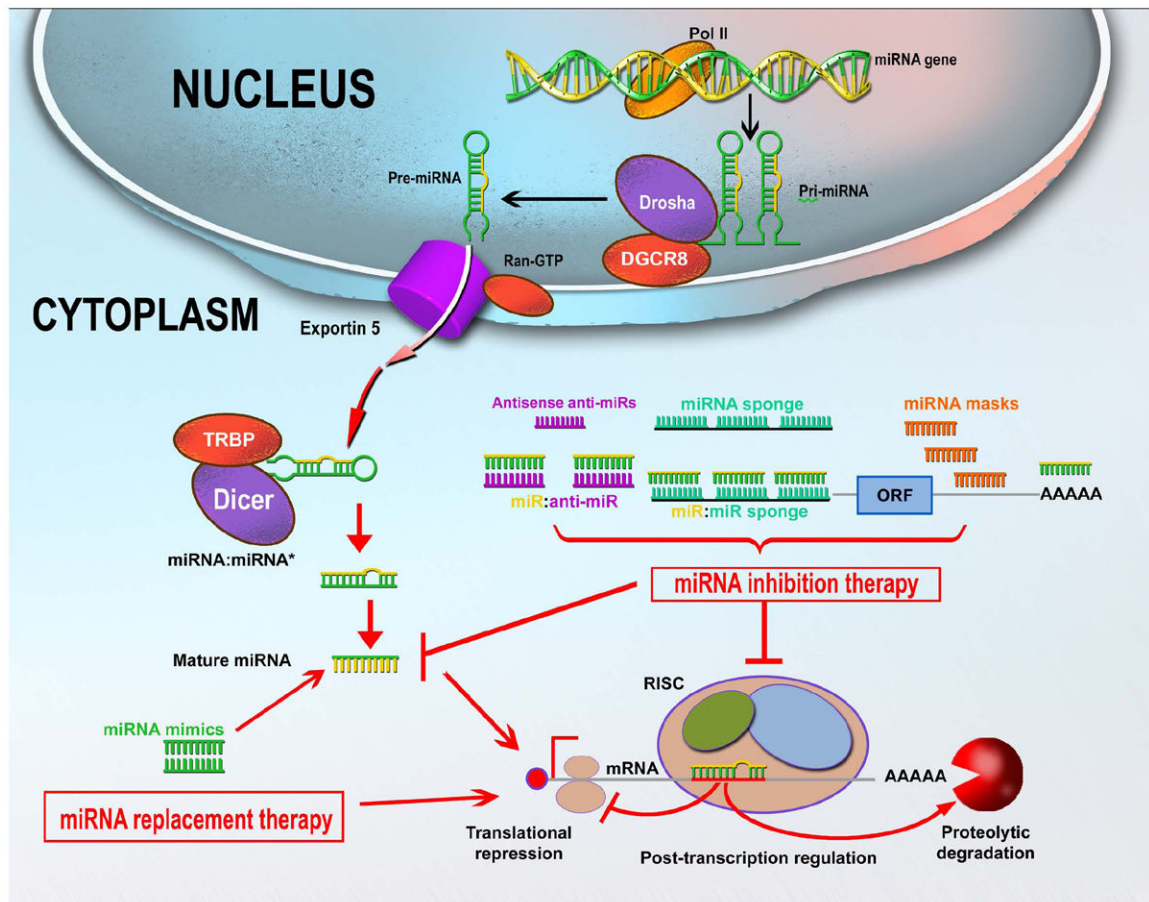 Pol II
miRNA gene
NUCLEUS
Pre-miRNA
Drosha
Pri-miRNA
DGCR8
Ran-GTP
CYTOPLASM
Exportin 5
Antisense anti-miRs
miRNA sponge
miRNA masks
TRBP
Dicer
miR:anti-miR
miR:miR sponge
ORF
AAAAA
miRNA:miRNA*
miRNA inhibition therapy
Mature miRNA
RISC
miRNA mimics
mRNA
AAAAA
miRNA replacement therapy
Translational
repression
Post-transcription regulation
Proteolytic
degradation